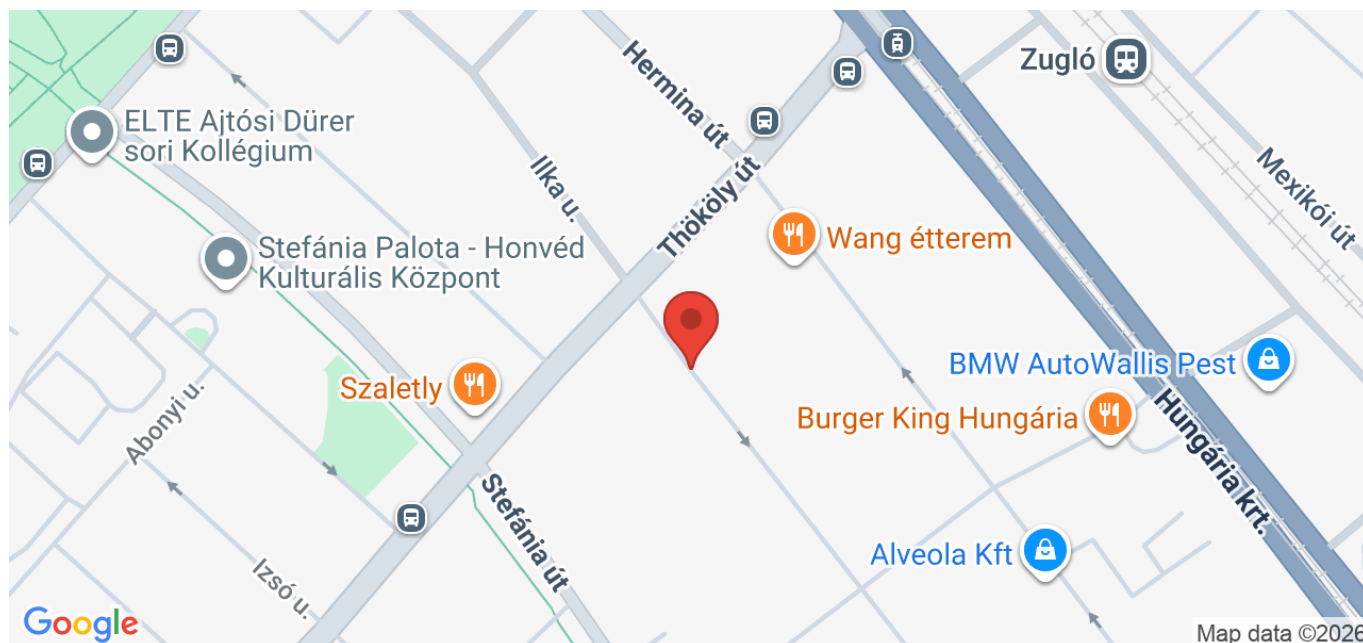 Hermina út
Zugló
ELTE Ajtósi Dürer
sori Kollégium
Ilka u.
Thököly út
Mexikói út
Stefánia Palota - Honvéd
Kulturális Központ
Wang étterem
Szaletly
BMW AutoWallis Pest
Burger King Hungária
Hungária krt.
Abonyi u.
Stefánia út
Alveola Kft
Izsó u.
Google
Map data ©2026